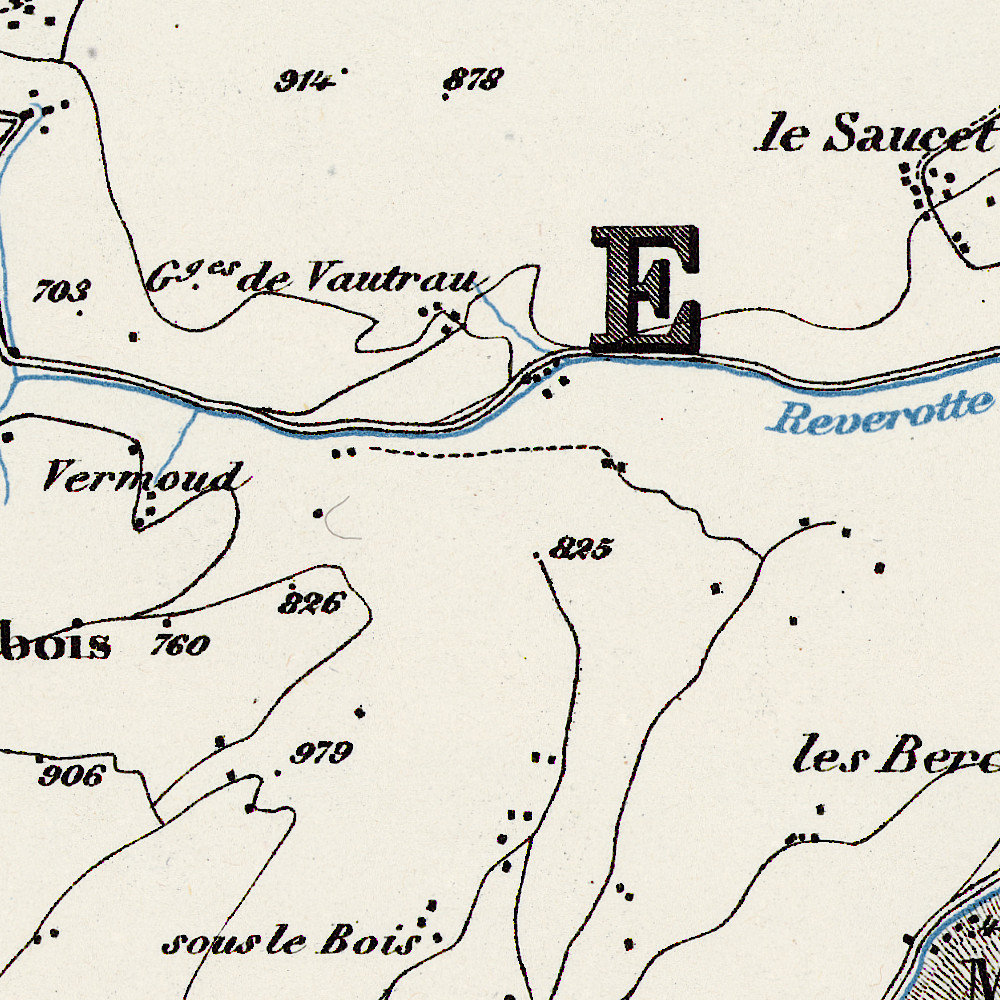 914 878
le Saucet
E
Gges de Vautrau
703
Reverotte
Vermoud
825
826
bois 760
les Berc
979
906
sous le Bois